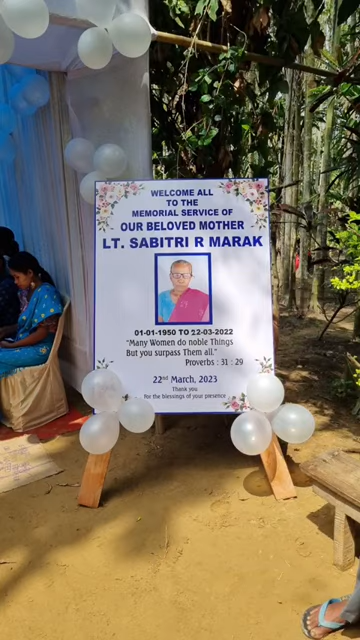 WELCOME ALL
TO THE
MEMORIAL SERVICE OF
OUR BELOVED MOTHER
LT. SABITRI R MARAK
01-01-1950 TO 22-03-2022
"Many Women do noble Things
But you surpass Them all."
Proverbs : 31 : 29
22nd March, 2023
Thank you
for the blessings of your presence